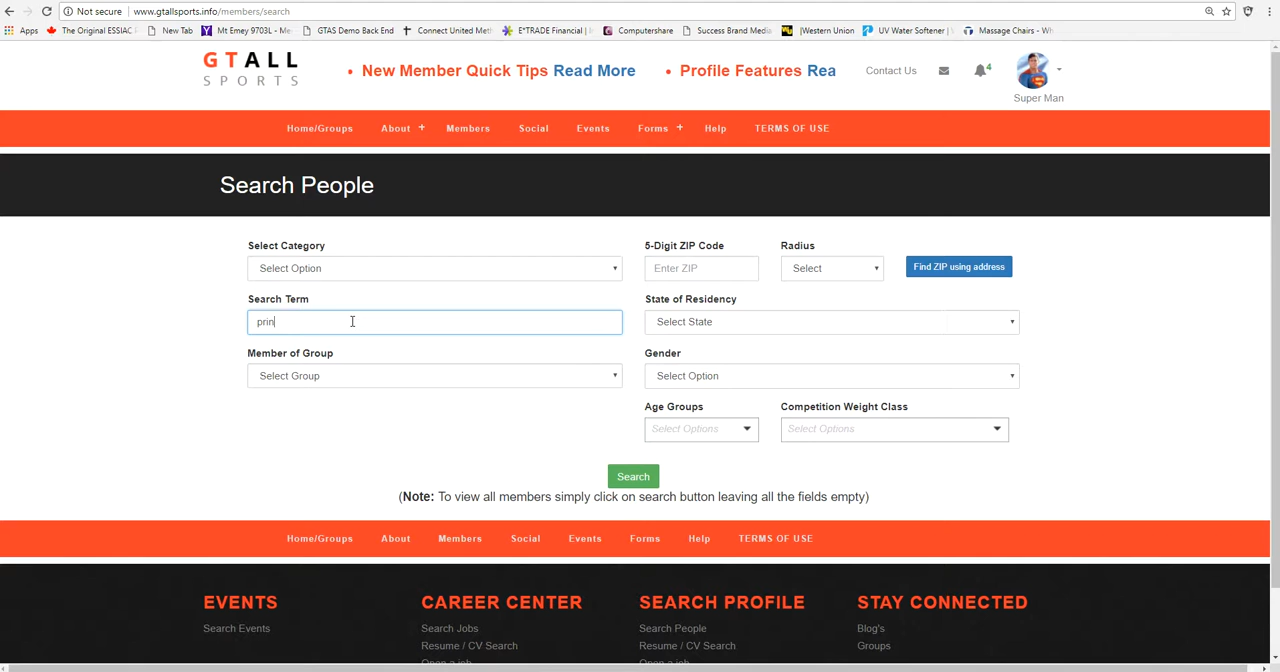 Not secure | www.gtallsports.info/members/search
Apps The Original ESSIAC New Tab Mt Emey 9703L - Me GTAS Demo Back End Connect United Met E*TRADE Financial | Computershare Success Brand Media |Western Union UV Water Softener | Massage Chairs - Wh
GTALL
SPORTS
• New Member Quick Tips Read More • Profile Features Rea
Contact Us
4
Super Man
Home/Groups About + Members Social Events Forms + Help TERMS OF USE
Search People
Select Category 5-Digit ZIP Code Radius
Select Option Enter ZIP Select Find ZIP using address
Search Term State of Residency
prin Select State
Member of Group Gender
Select Group Select Option
Age Groups Competition Weight Class
Select Options Select Options
Search
(Note: To view all members simply click on search button leaving all the fields empty)
Home/Groups About Members Social Events Forms Help TERMS OF USE
EVENTS CAREER CENTER SEARCH PROFILE STAY CONNECTED
Search Events Search Jobs Search People Blog's
Resume / CV Search Resume / CV Search Groups
Open a job Open a job